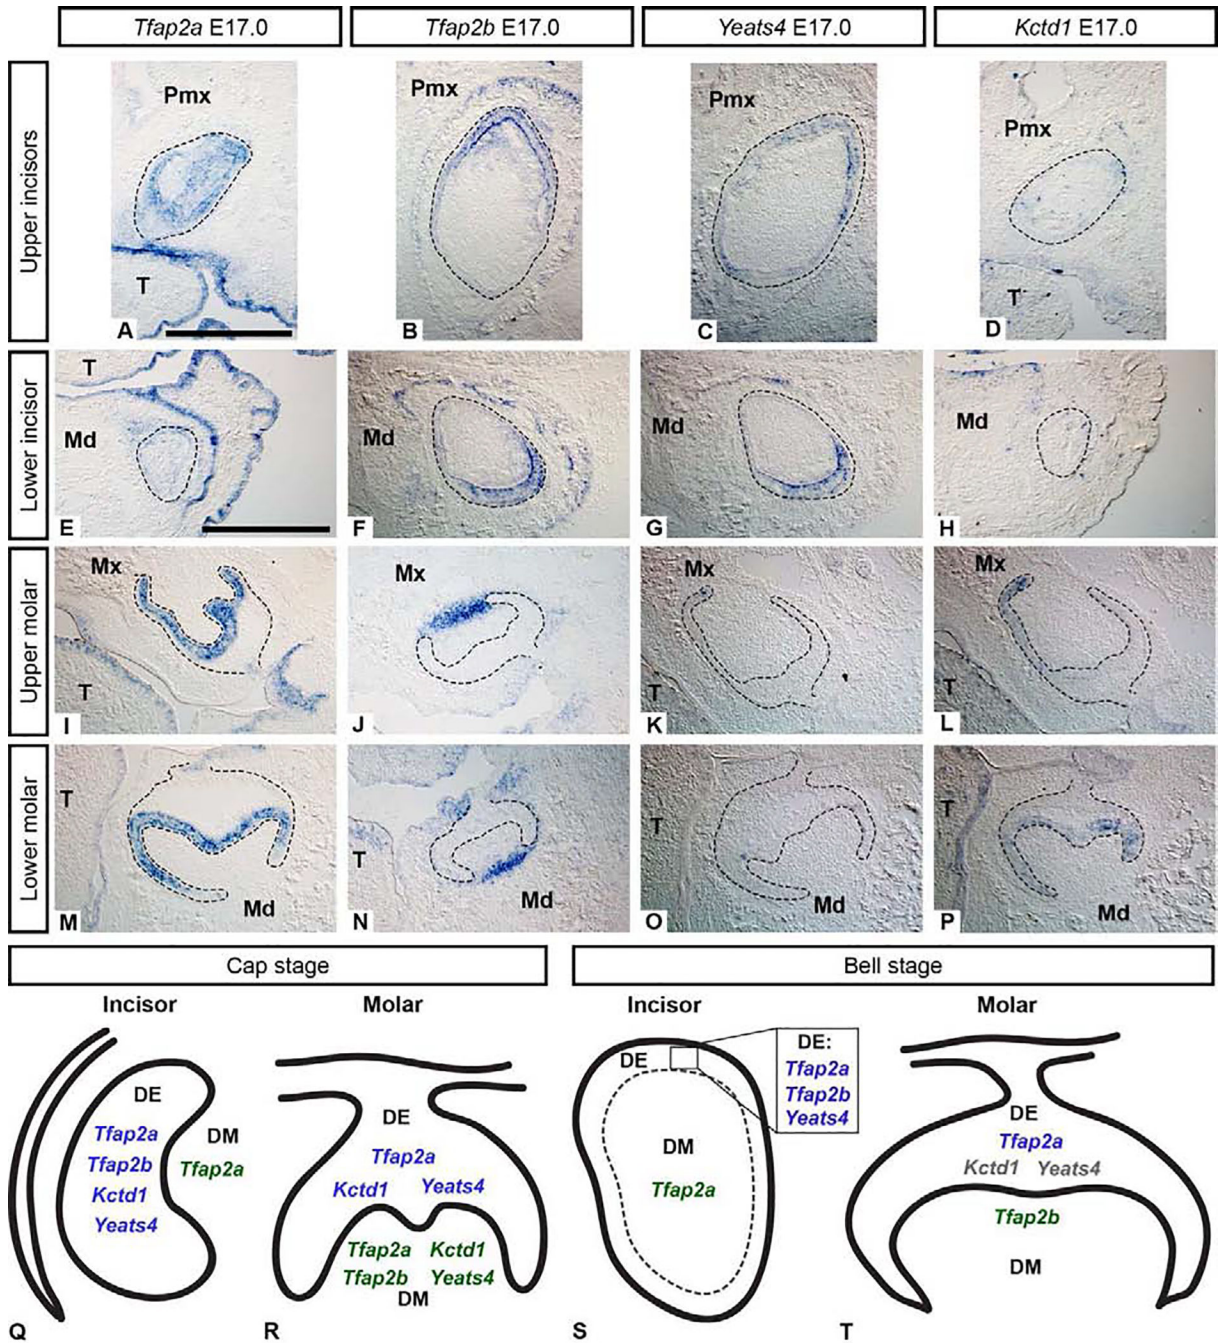 Tfap2a E17.0
Tfap2b E17.0
Yeats4 E17.0
Kctd1 E17.0
Upper incisors
Pmx
T
A
Pmx
B
Pmx
C
Pmx
T
D
Lower incisor
T
Md
E
Md
F
Md
G
Md
H
Upper molar
Mx
T
I
Mx
J
Mx
T
K
Mx
T
L
Lower molar
T
Md
M
T
Md
N
T
Md
O
T
Md
P
Cap stage
Bell stage
Incisor
DE
Tfap2a
Tfap2b
Kctd1
Yeats4
DM
Tfap2a
Q
Molar
DE
Tfap2a
Kctd1 Yeats4
Tfap2a Kctd1
Tfap2b Yeats4
DM
R
Incisor
DE
DE:
Tfap2a
Tfap2b
Yeats4
DM
Tfap2a
S
Molar
DE
Tfap2a
Kctd1 Yeats4
Tfap2b
DM
T